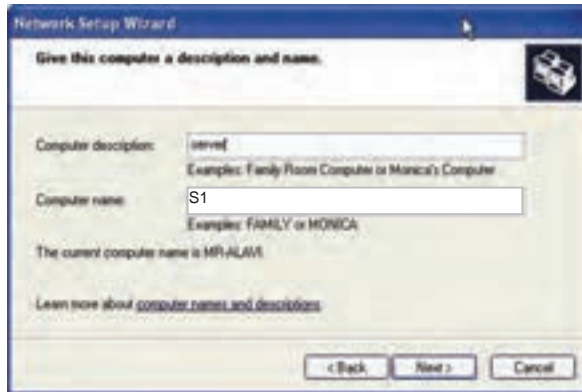 Network Setup Wizard
Give this computer a description and name.
Computer description: server
Examples: Family Room Computer or Monica's Computer
Computer name: S1
Examples: FAMILY or MONICA
The current computer name is MR-ALAVI.
Learn more about computer names and descriptions.
< Back Next > Cancel